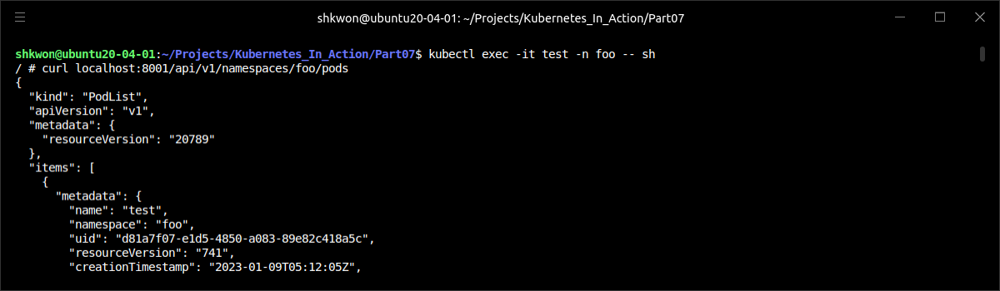 shkwon@ubuntu20-04-01: ~/Projects/Kubernetes_In_Action/Part07
shkwon@ubuntu20-04-01:~/Projects/Kubernetes_In_Action/Part07$ kubectl exec -it test -n foo -- sh
/ # curl localhost:8001/api/v1/namespaces/foo/pods
{
  "kind": "PodList",
  "apiVersion": "v1",
  "metadata": {
    "resourceVersion": "20789"
  },
  "items": [
    {
      "metadata": {
        "name": "test",
        "namespace": "foo",
        "uid": "d81a7f07-e1d5-4850-a083-89e82c418a5c",
        "resourceVersion": "741",
        "creationTimestamp": "2023-01-09T05:12:05Z",